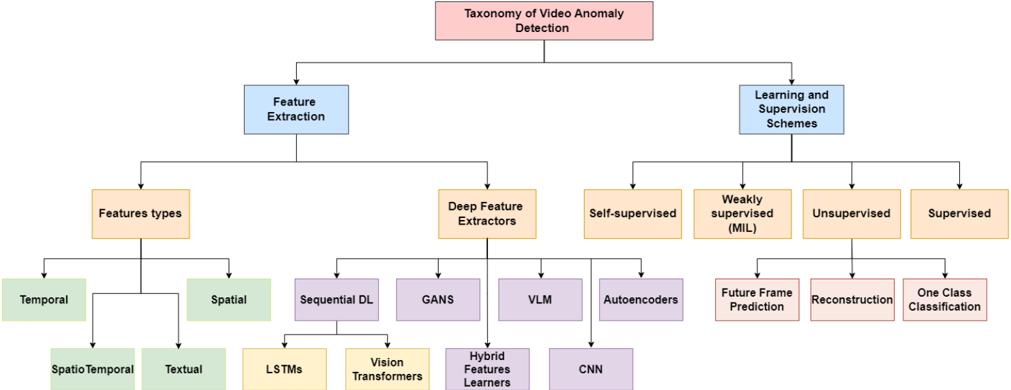 Taxonomy of Video Anomaly
Detection
Feature
Extraction
Learning and
Supervision
Schemes
Features types
Deep Feature
Extractors
Self-supervised
Weakly
supervised
(MIL)
Unsupervised
Supervised
Temporal
Spatial
Sequential DL
GANS
VLM
Autoencoders
Future Frame
Prediction
Reconstruction
One Class
Classification
SpatioTemporal
Textual
LSTMs
Vision
Transformers
Hybrid
Features
Learners
CNN